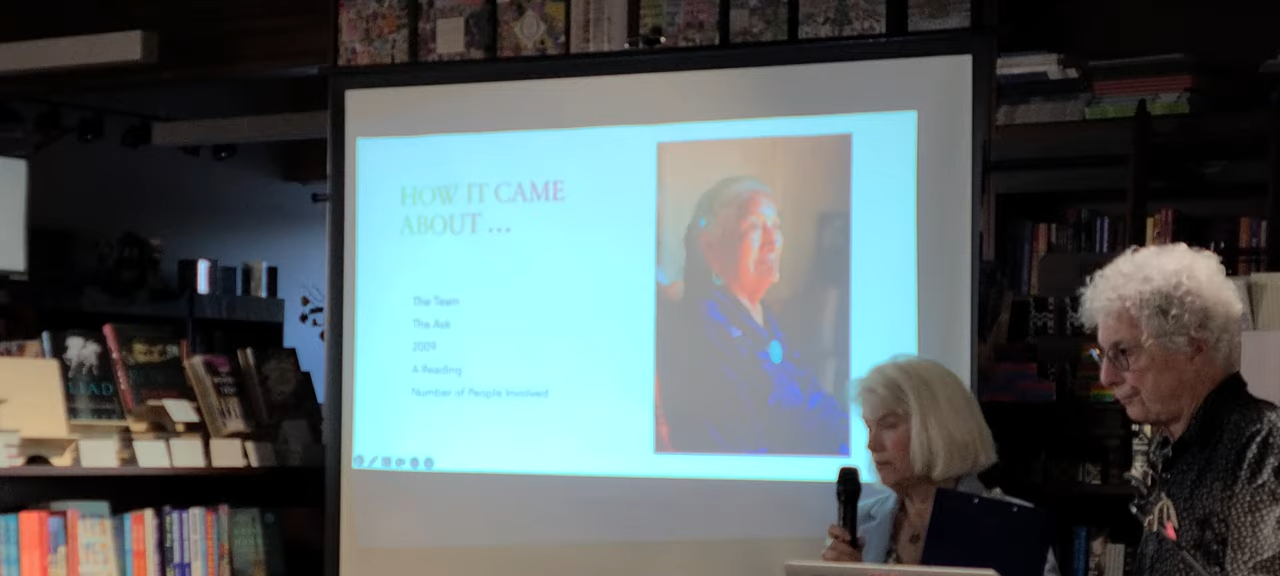 HOW IT CAME
ABOUT ...
The Team
The Ask
2009
A Reading
Number of People Involved